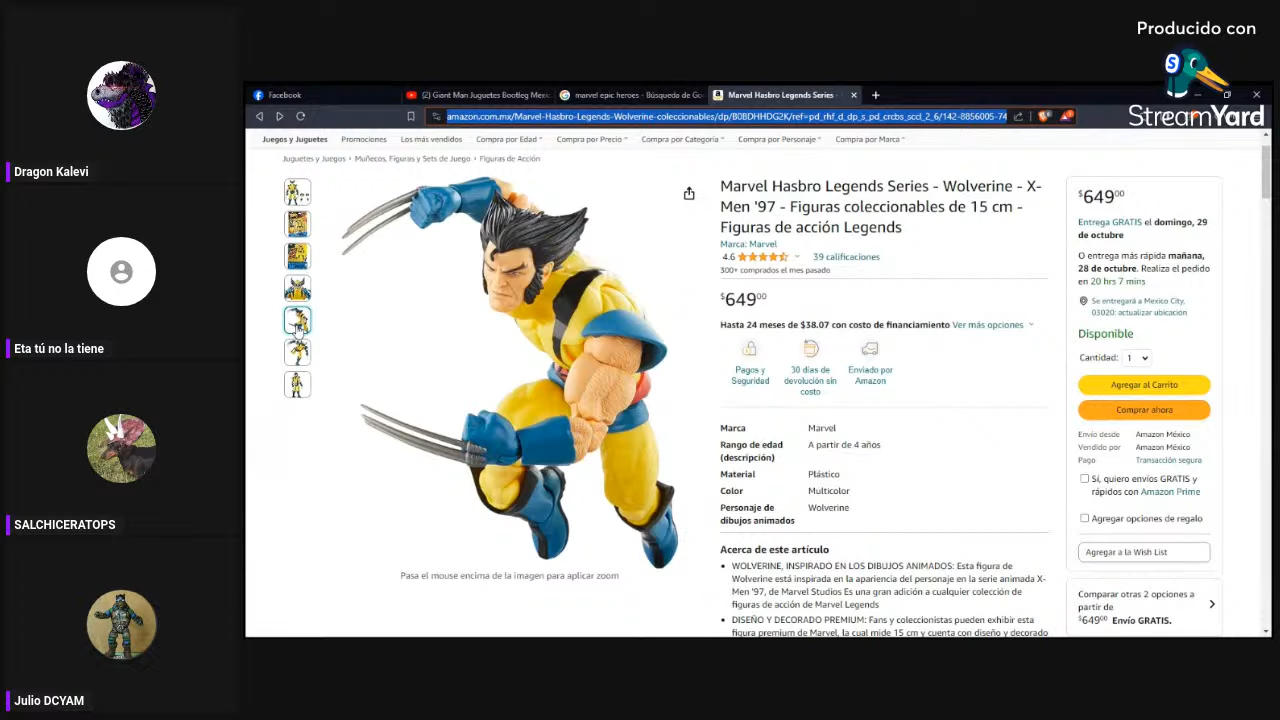 Producido con
StreamYard
Dragon Kalevi
Eta tú no la tiene
SALCHICERATOPS
Julio DCYAM
Facebook
(2) Giant Man Juguetes Bootleg Mexic
marvel epic heroes - Búsqueda de Go
Marvel Hasbro Legends Series -
amazon.com.mx/Marvel-Hasbro-Legends-Wolverine-coleccionables/dp/B0BDHHDG2K/ref=pd_rhf_d_dp_s_pd_crcbs_sccl_2_6/142-8856005-74
Juegos y Juguetes
Promociones
Los más vendidos
Compra por Edad
Compra por Precio
Compra por Categoría
Compra por Personaje
Compra por Marca
Juguetes y Juegos › Muñecos, Figuras y Sets de Juego › Figuras de Acción
Pasa el mouse encima de la imagen para aplicar zoom
Marvel Hasbro Legends Series - Wolverine - X-
Men '97 - Figuras coleccionables de 15 cm -
Figuras de acción Legends
Marca: Marvel
4.6
39 calificaciones
300+ comprados el mes pasado
$649⁰⁰
Hasta 24 meses de $38.07 con costo de financiamiento Ver más opciones
Pagos y
Seguridad
30 días de
devolución sin
costo
Enviado por
Amazon
Marca Marvel
Rango de edad A partir de 4 años
(descripción)
Material Plástico
Color Multicolor
Personaje de Wolverine
dibujos animados
Acerca de este artículo
• WOLVERINE, INSPIRADO EN LOS DIBUJOS ANIMADOS: Esta figura de
Wolverine está inspirada en la apariencia del personaje en la serie animada X-
Men '97, de Marvel Studios Es una gran adición a cualquier colección de
figuras de acción de Marvel Legends
• DISEÑO Y DECORADO PREMIUM: Fans y coleccionistas pueden exhibir esta
figura premium de Marvel, la cual mide 15 cm y cuenta con diseño y decorado
$649⁰⁰
Entrega GRATIS el domingo, 29
de octubre
O entrega más rápida mañana,
28 de octubre. Realiza el pedido
en 20 hrs 7 mins
Se entregará a Mexico City,
03020: actualizar ubicación
Disponible
Cantidad: 1
Agregar al Carrito
Comprar ahora
Envío desde Amazon México
Vendido por Amazon México
Pago Transacción segura
Sí, quiero envíos GRATIS y
rápidos con Amazon Prime
Agregar opciones de regalo
Agregar a la Wish List
Comparar otras 2 opciones a
partir de
$649⁰⁰ Envío GRATIS.